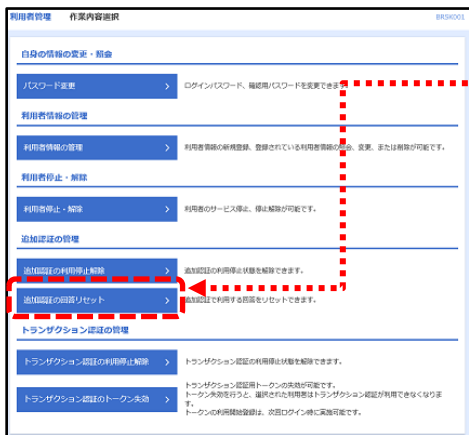 利用者管理 作業内容選択 BRSK001
自身の情報の変更・照会
パスワード変更 > ログインパスワード、確認用パスワードを変更できます。
利用者情報の管理
利用者情報の管理 > 利用者情報の新規登録、登録されている利用者情報の照会、変更、または削除が可能です。
利用者停止・解除
利用者停止・解除 > 利用者のサービス停止、停止解除が可能です。
追加認証の管理
追加認証の利用停止解除 > 追加認証の利用停止状態を解除できます。
追加認証の回答リセット > 追加認証で利用する回答をリセットできます。
トランザクション認証の管理
トランザクション認証の利用停止解除 > トランザクション認証の利用停止状態を解除できます。
トランザクション認証のトークン失効 > トランザクション認証用トークンの失効が可能です。
トークン失効を行うと、選択された利用者はトランザクション認証が利用できなくなりま
す。
トークンの利用開始登録は、次回ログイン時に実施可能です。